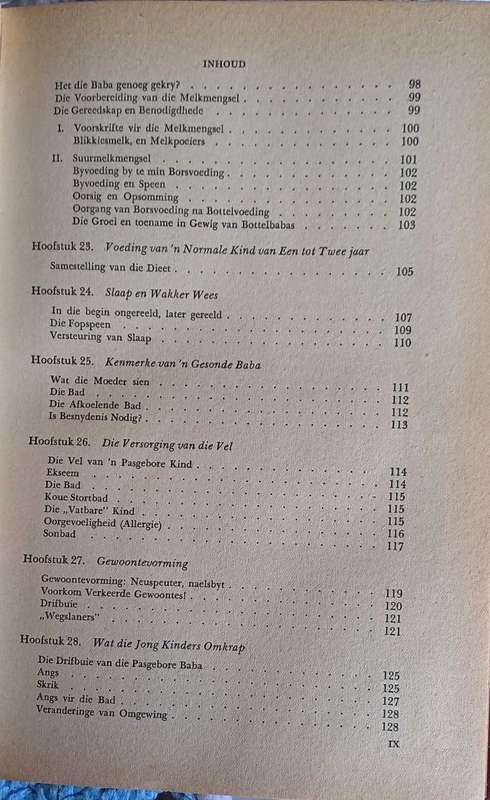 INHOUD
Het die Baba genoeg gekry? . . . . . . . . . . . . . . . 98
Die Voorbereiding van die Melkmengsel . . . . . . . . . . . 99
Die Gereedskap en Benodigdhede . . . . . . . . . . . . . 99
I. Voorskrifte vir die Melkmengsel . . . . . . . . . . . . 100
Blikkiesmelk, en Melkpoeiers . . . . . . . . . . . . . 100
II. Suurmelkmengsel . . . . . . . . . . . . . . . . 101
Byvoeding by te min Borsvoeding . . . . . . . . . . . . 102
Byvoeding en Speen . . . . . . . . . . . . . . . 102
Oorsig en Opsomming . . . . . . . . . . . . . . . 102
Oorgang van Borsvoeding na Bottelvoeding . . . . . . . . . 102
Die Groei en toename in Gewig van Bottelbabas . . . . . . . 103
Hoofstuk 23. Voeding van 'n Normale Kind van Een tot Twee jaar
Samestelling van die Dieet . . . . . . . . . . . . . . . 105
Hoofstuk 24. Slaap en Wakker Wees
In die begin ongereeld, later gereeld . . . . . . . . . . . . 107
Die Fopspeen . . . . . . . . . . . . . . . . . . 109
Versteuring van Slaap . . . . . . . . . . . . . . . . 110
Hoofstuk 25. Kenmerke van 'n Gesonde Baba
Wat die Moeder sien . . . . . . . . . . . . . . . . 111
Die Bad . . . . . . . . . . . . . . . . . . . . 112
Die Afkoelende Bad . . . . . . . . . . . . . . . . . 112
Is Besnydenis Nodig? . . . . . . . . . . . . . . . . 113
Hoofstuk 26. Die Versorging van die Vel
Die Vel van 'n Pasgebore Kind . . . . . . . . . . . . . 114
Ekseem . . . . . . . . . . . . . . . . . . . . 114
Die Bad . . . . . . . . . . . . . . . . . . . . 115
Koue Stortbad . . . . . . . . . . . . . . . . . . 115
Die „Vatbare" Kind . . . . . . . . . . . . . . . . 115
Oorgevoeligheid (Allergie) . . . . . . . . . . . . . . . 116
Sonbad . . . . . . . . . . . . . . . . . . . . 117
Hoofstuk 27. Gewoontevorming
Gewoontevorming: Neuspeuter, naelsbyt . . . . . . . . . . . 119
Voorkom Verkeerde Gewoontes! . . . . . . . . . . . . . 120
Drifbuie . . . . . . . . . . . . . . . . . . . . 121
„Wegslaners" . . . . . . . . . . . . . . . . . . 121
Hoofstuk 28. Wat die Jong Kinders Omkrap
Die Drifbuie van die Pasgebore Baba . . . . . . . . . . . 125
Angs . . . . . . . . . . . . . . . . . . . . . 125
Skrik . . . . . . . . . . . . . . . . . . . . . 127
Angs vir die Bad . . . . . . . . . . . . . . . . . 128
Veranderinge van Omgewing . . . . . . . . . . . . . . 128
IX